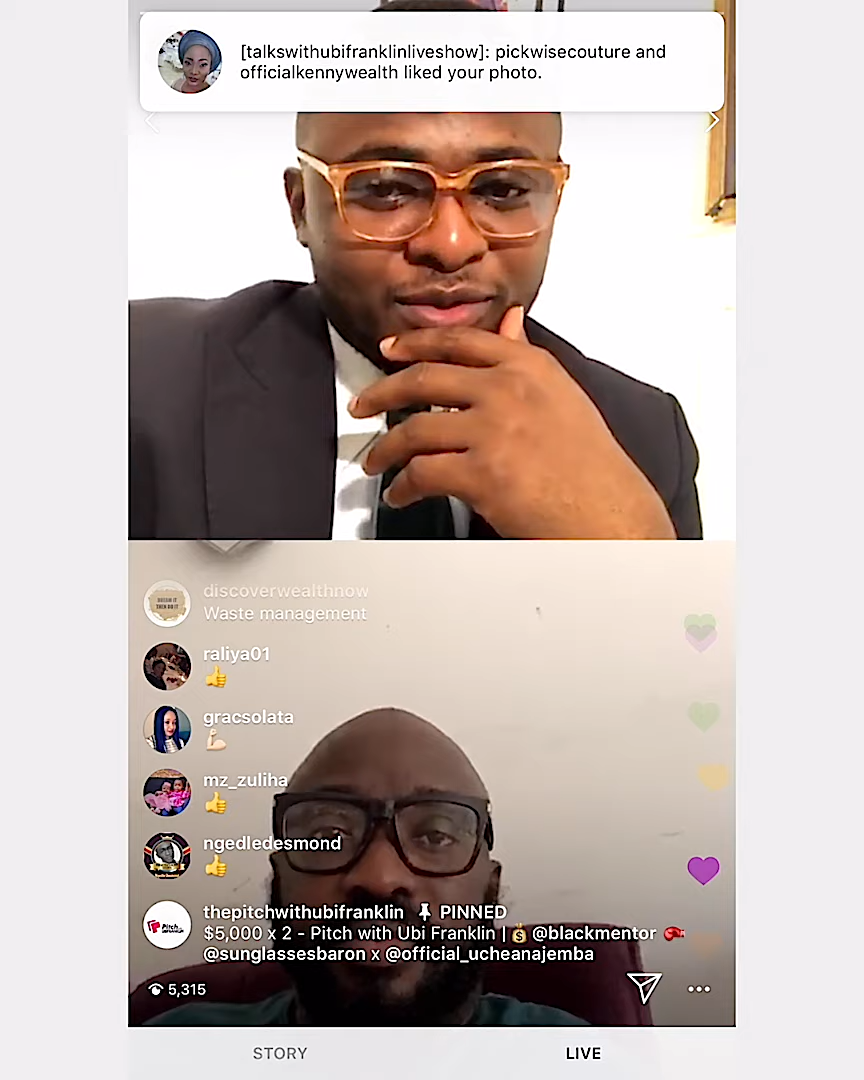 [talkswithubifranklinliveshow]: pickwisecouture and
officialkennywealth liked your photo.
discoverwealthnow
Waste management
raliya01
👍
gracsolata
💪🏻
mz_zuliha
👍
ngedledesmond
👍
thepitchwithubifranklin 📌 PINNED
$5,000 x 2 - Pitch with Ubi Franklin | 💰 @blackmentor 🥊
@sunglassesbaron x @official_ucheanajemba
5,315
STORY
LIVE